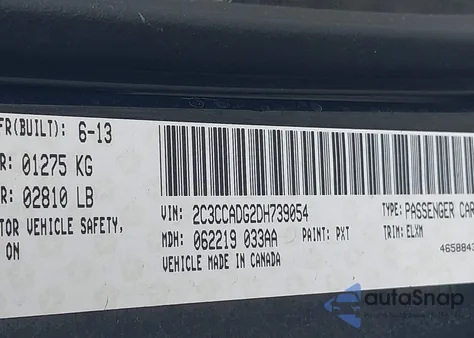 FR(BUILT): 6-13
R: 01275 KG
R: 02810 LB
TOR VEHICLE SAFETY,
ON
VIN: 2C3CCADG2DH739054
TYPE: PASSENGER CAR
MDH: 062219 033AA
PAINT: PXT
TRIM: ELXM
VEHICLE MADE IN CANADA
4658843
autoSnap